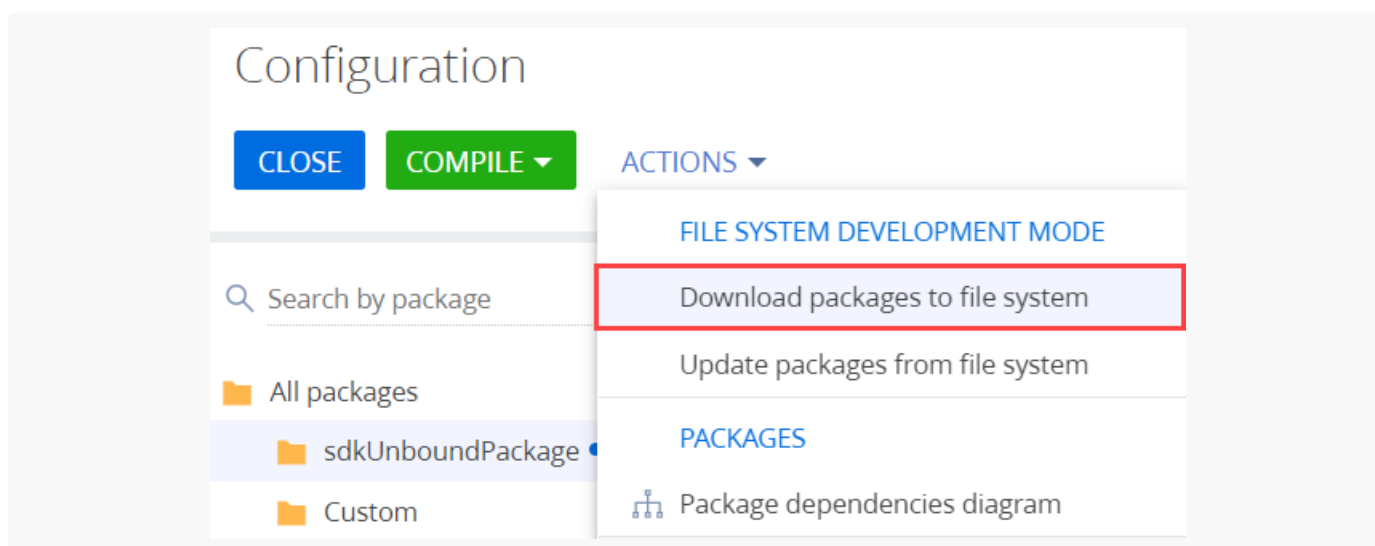 Configuration
CLOSE
COMPILE
ACTIONS
FILE SYSTEM DEVELOPMENT MODE
Search by package
Download packages to file system
Update packages from file system
All packages
sdkUnboundPackage
PACKAGES
Custom
Package dependencies diagram